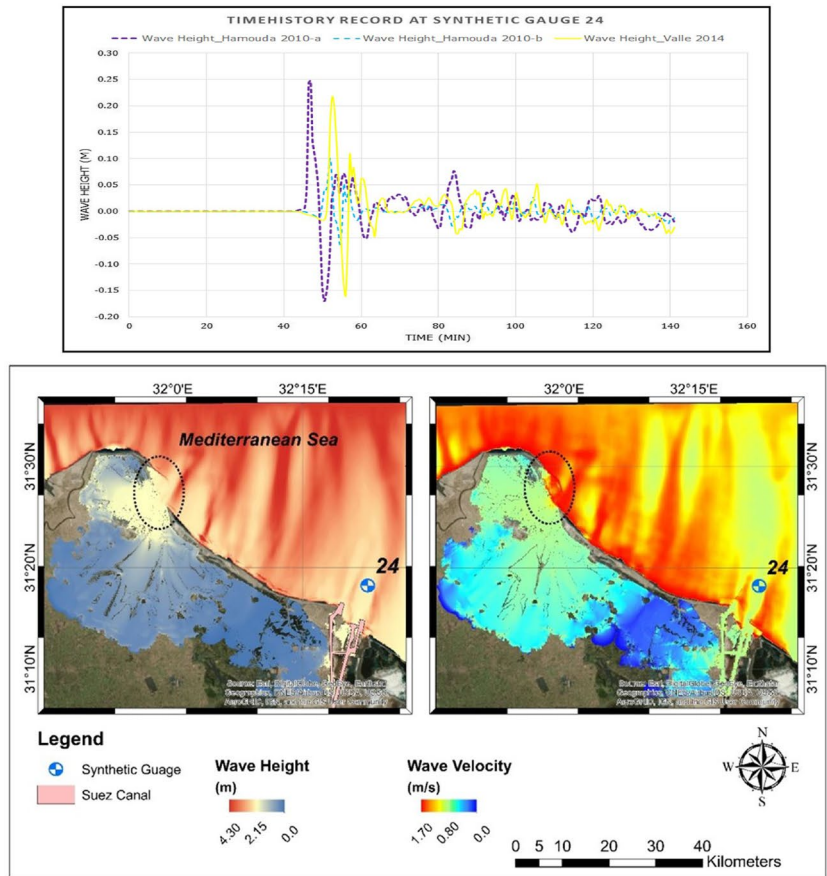 TIMEHISTORY RECORD AT SYNTHETIC GAUGE 24
Wave Height_Hamouda 2010-a Wave Height_Hamouda 2010-b Wave Height_Valle 2014
0.30
0.25
0.20
0.15
0.10
0.05
0.00
-0.05
-0.10
-0.15
-0.20
WAVE HEIGHT (M)
0 20 40 60 80 100 120 140 160
TIME (MIN)
32°0'E 32°15'E 32°0'E 32°15'E
Mediterranean Sea
31°30'N 31°30'N
31°20'N 31°20'N
31°10'N 31°10'N
24 24
Legend
Synthetic Guage
Suez Canal
Wave Height
(m)
4.30 2.15 0.0
Wave Velocity
(m/s)
1.70 0.80 0.0
N
W E
S
0 5 10 20 30 40
Kilometers